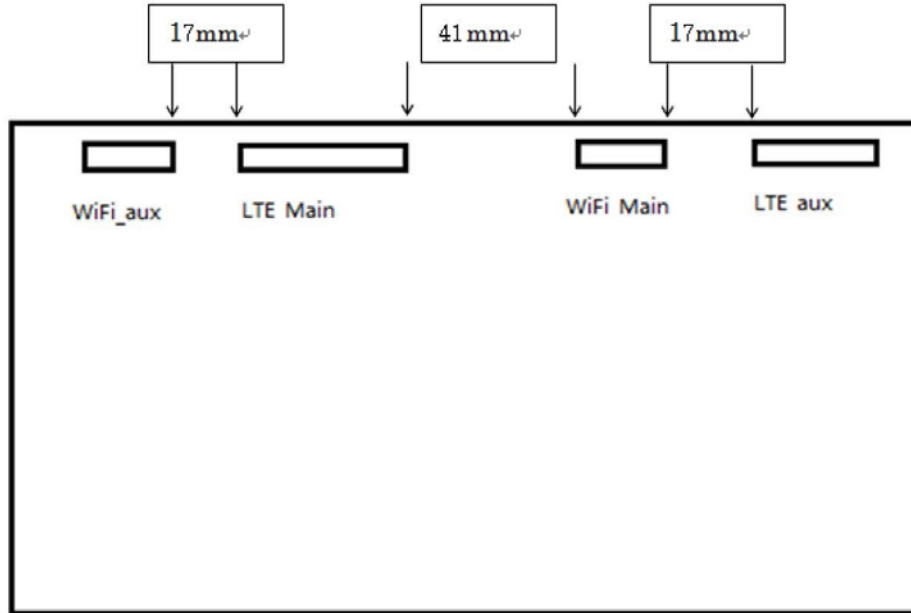 17mm↵
41mm↵
17mm↵
WiFi_aux
LTE Main
WiFi Main
LTE aux